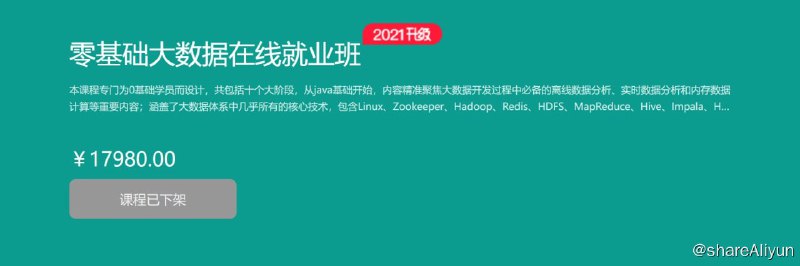 2021升级
零基础大数据在线就业班
本课程专门为0基础学员而设计，共包括十个大阶段，从java基础开始，内容精准聚焦大数据开发过程中必备的离线数据分析、实时数据分析和内存数据
计算等重要内容；涵盖了大数据体系中几乎所有的核心技术，包含Linux、Zookeeper、Hadoop、Redis、HDFS、MapReduce、Hive、Impala、H...
￥17980.00
课程已下架
@shareAliyun